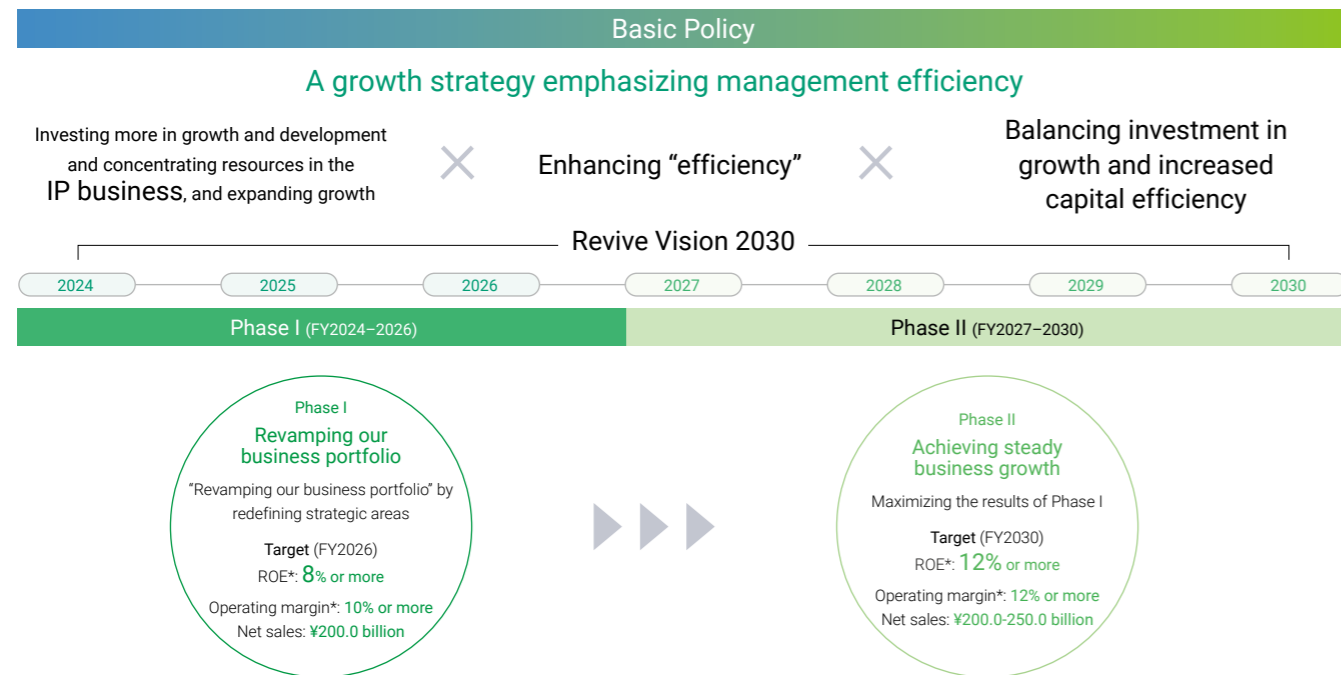 Basic Policy
A growth strategy emphasizing management efficiency
Investing more in growth and development
and concentrating resources in the
IP business, and expanding growth
Enhancing “efficiency”
Balancing investment in
growth and increased
capital efficiency
Revive Vision 2030
2024
2025
2026
2027
2028
2029
2030
Phase I (FY2024–2026)
Phase II (FY2027–2030)
Phase I
Revamping our
business portfolio
“Revamping our business portfolio” by
redefining strategic areas
Target (FY2026)
ROE*: 8% or more
Operating margin*: 10% or more
Net sales: ¥200.0 billion
Phase II
Achieving steady
business growth
Maximizing the results of Phase I
Target (FY2030)
ROE*: 12% or more
Operating margin*: 12% or more
Net sales: ¥200.0-250.0 billion